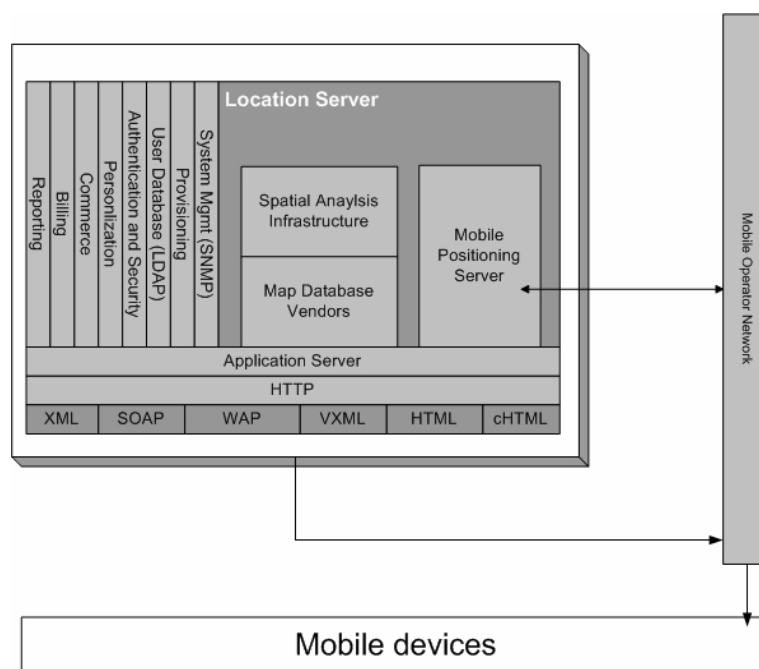 Reporting
Billing
Commerce
Personlization
Authentication and Security
User Database (LDAP)
Provisioning
System Mgmt (SNMP)
Location Server
Spatial Anaylsis
Infrastructure
Map Database
Vendors
Mobile
Positioning
Server
Application Server
HTTP
XML
SOAP
WAP
VXML
HTML
cHTML
Mobile Operator Network
Mobile devices